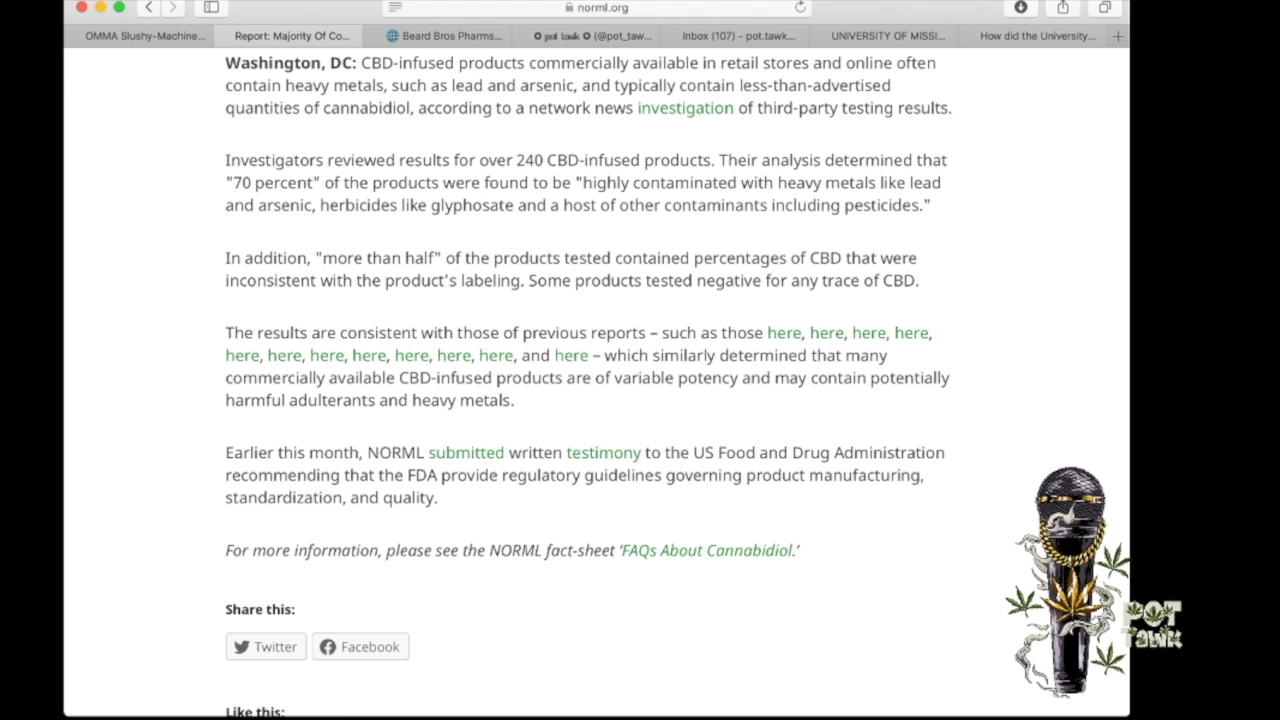 norml.org
OMMA Slushy-Machine...
Report: Majority Of Co...
Beard Bros Pharms...
✪ pot tawk ✪ (@pot_taw...
Inbox (107) - pot.tawk...
UNIVERSITY OF MISSI...
How did the University...
Washington, DC: CBD-infused products commercially available in retail stores and online often
contain heavy metals, such as lead and arsenic, and typically contain less-than-advertised
quantities of cannabidiol, according to a network news investigation of third-party testing results.
Investigators reviewed results for over 240 CBD-infused products. Their analysis determined that
"70 percent" of the products were found to be "highly contaminated with heavy metals like lead
and arsenic, herbicides like glyphosate and a host of other contaminants including pesticides."
In addition, "more than half" of the products tested contained percentages of CBD that were
inconsistent with the product's labeling. Some products tested negative for any trace of CBD.
The results are consistent with those of previous reports – such as those here, here, here, here,
here, here, here, here, here, here, here, and here – which similarly determined that many
commercially available CBD-infused products are of variable potency and may contain potentially
harmful adulterants and heavy metals.
Earlier this month, NORML submitted written testimony to the US Food and Drug Administration
recommending that the FDA provide regulatory guidelines governing product manufacturing,
standardization, and quality.
For more information, please see the NORML fact-sheet ‘FAQs About Cannabidiol.’
Share this:
Twitter
Facebook
Like this:
POT
TAWK